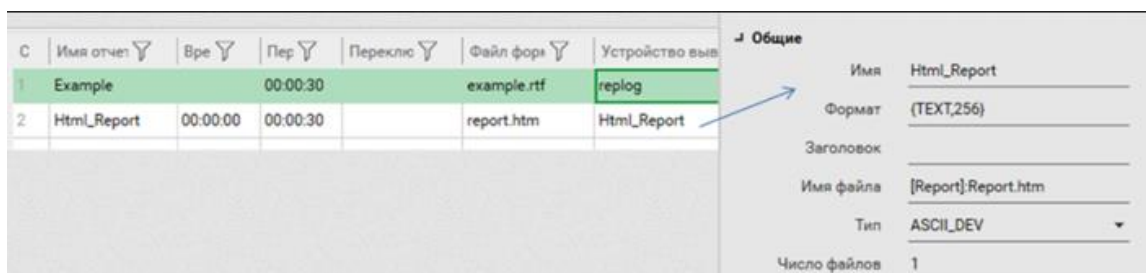 С Имя отчет Вре Пер Переклю Файл форм Устройство выв
1 Example 00:00:30 example.rtf replog
2 Html_Report 00:00:00 00:00:30 report.htm Html_Report
Общие
Имя Html_Report
Формат {TEXT,256}
Заголовок
Имя файла [Report]:Report.htm
Тип ASCII_DEV
Число файлов 1